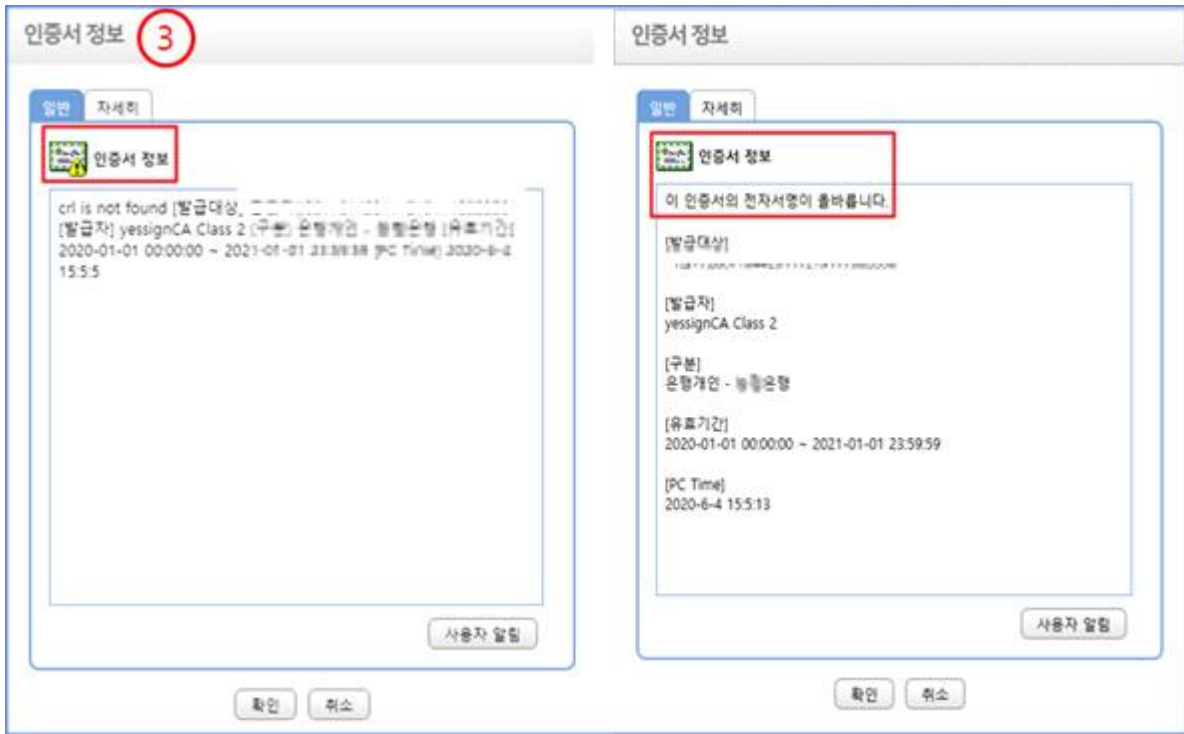 인증서 정보 3
일반 자세히
인증서 정보
crl is not found [발급대상,
[발급자] yessignCA Class 2 [구분] 은행개인 - 은행 [유효기간]
2020-01-01 00:00:00 ~ 2021-01-01 23:59:59 [PC Time] 2020-6-4
15:5:5
사용자 알림
확인 취소
인증서 정보
일반 자세히
인증서 정보
이 인증서의 전자서명이 올바릅니다.
[발급대상]
[발급자]
yessignCA Class 2
[구분]
은행개인 - 은행
[유효기간]
2020-01-01 00:00:00 ~ 2021-01-01 23:59:59
[PC Time]
2020-6-4 15:5:13
사용자 알림
확인 취소